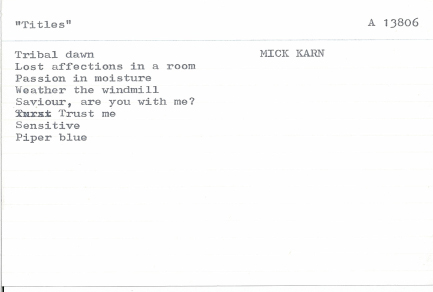 "Titles" A 13806
Tribal dawn MICK KARN
Lost affections in a room
Passion in moisture
Weather the windmill
Saviour, are you with me?
Trust me
Sensitive
Piper blue